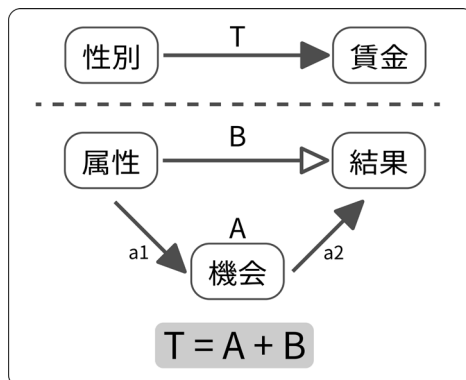 T
性別 賃金
B
属性 結果
A
a1 機会 a2
T = A + B